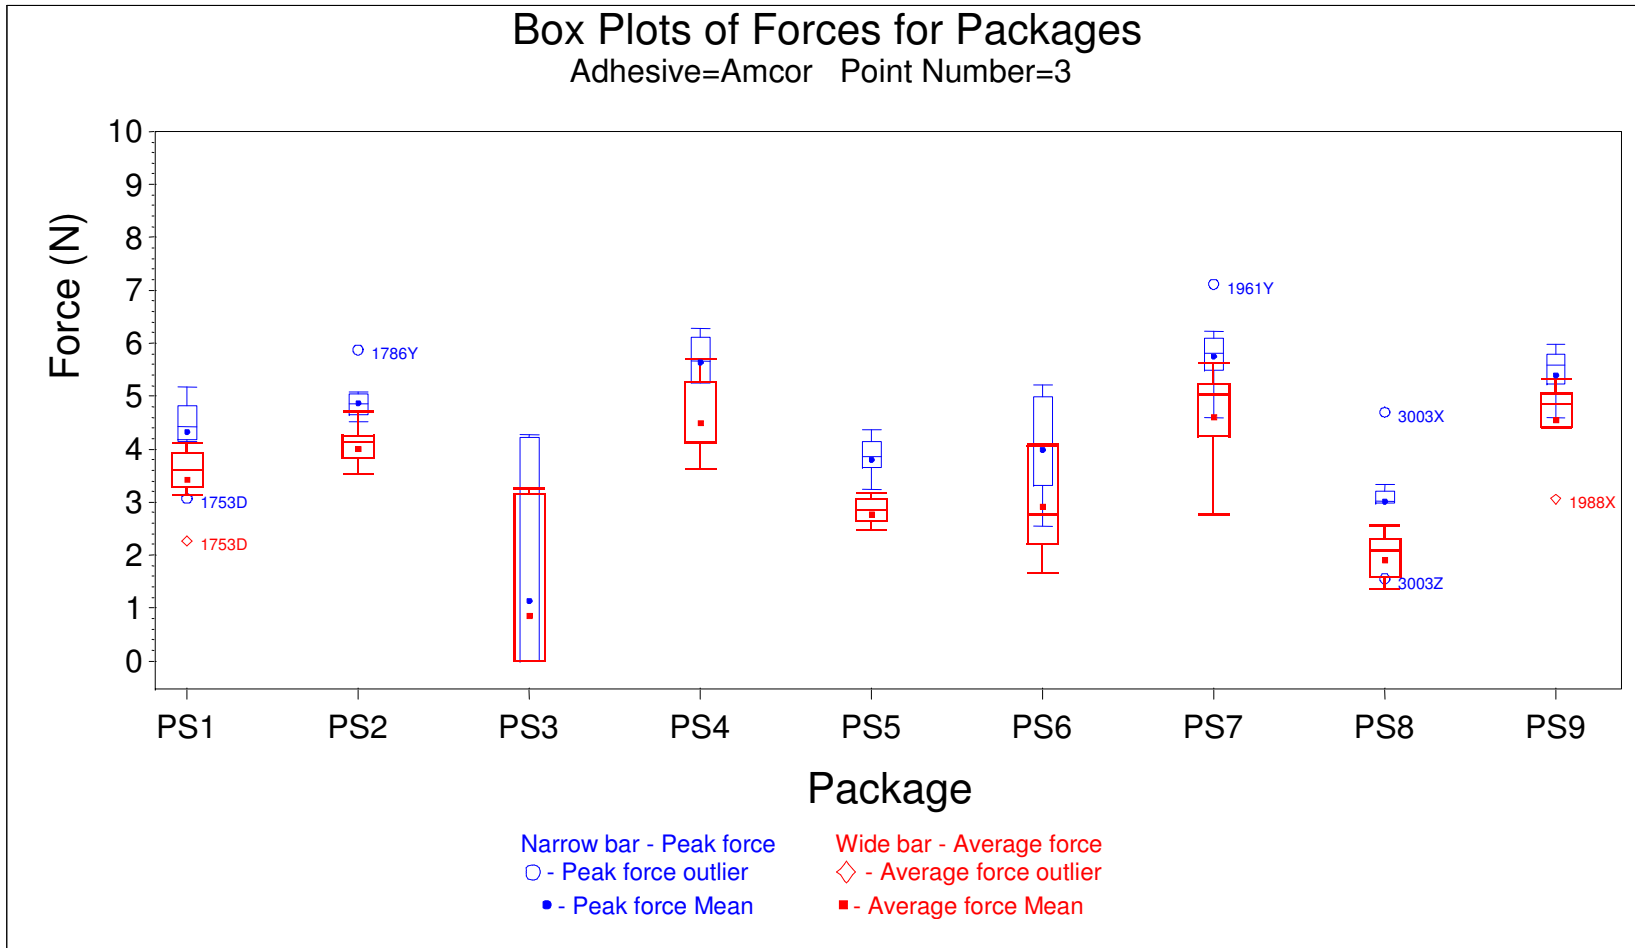 Box Plots of Forces for Packages
Adhesive=Amcor Point Number=3
Force (N)
10
9
8
7
6
5
4
3
2
1
0
1753D
1753D
1786Y
1961Y
3003X
3003Z
1988X
PS1 PS2 PS3 PS4 PS5 PS6 PS7 PS8 PS9
Package
Narrow bar - Peak force Wide bar - Average force
- Peak force outlier - Average force outlier
- Peak force Mean - Average force Mean